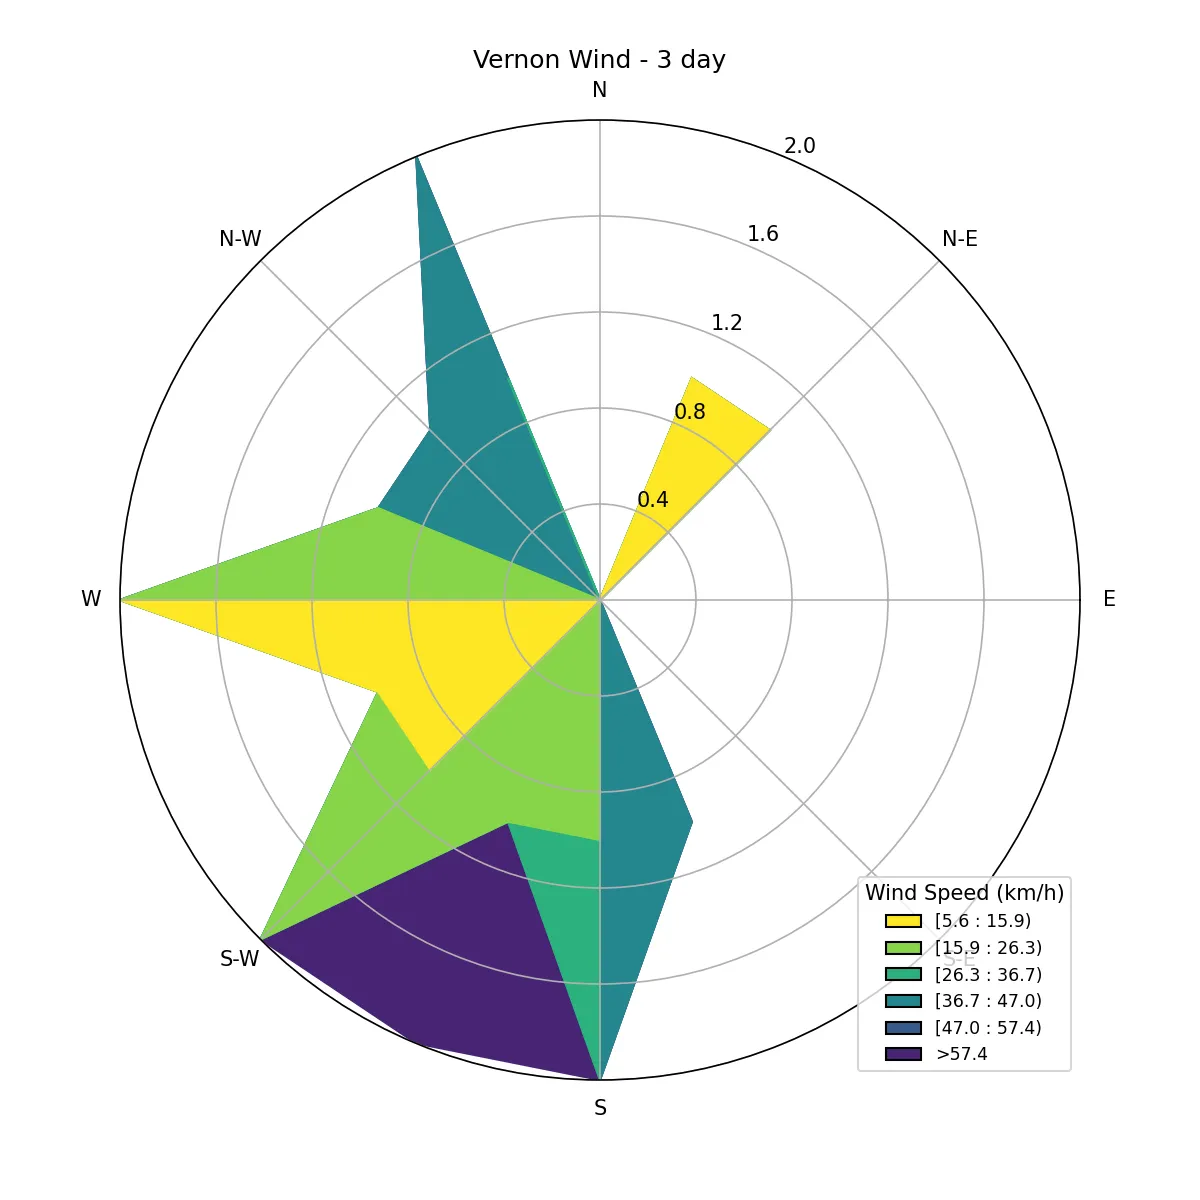 Vernon Wind - 3 day
N
2.0
1.6
N-W
N-E
1.2
0.8
0.4
W
E
Wind Speed (km/h)
[5.6 : 15.9)
[15.9 : 26.3)
S-W
S-E
[26.3 : 36.7)
[36.7 : 47.0)
[47.0 : 57.4)
>57.4
S